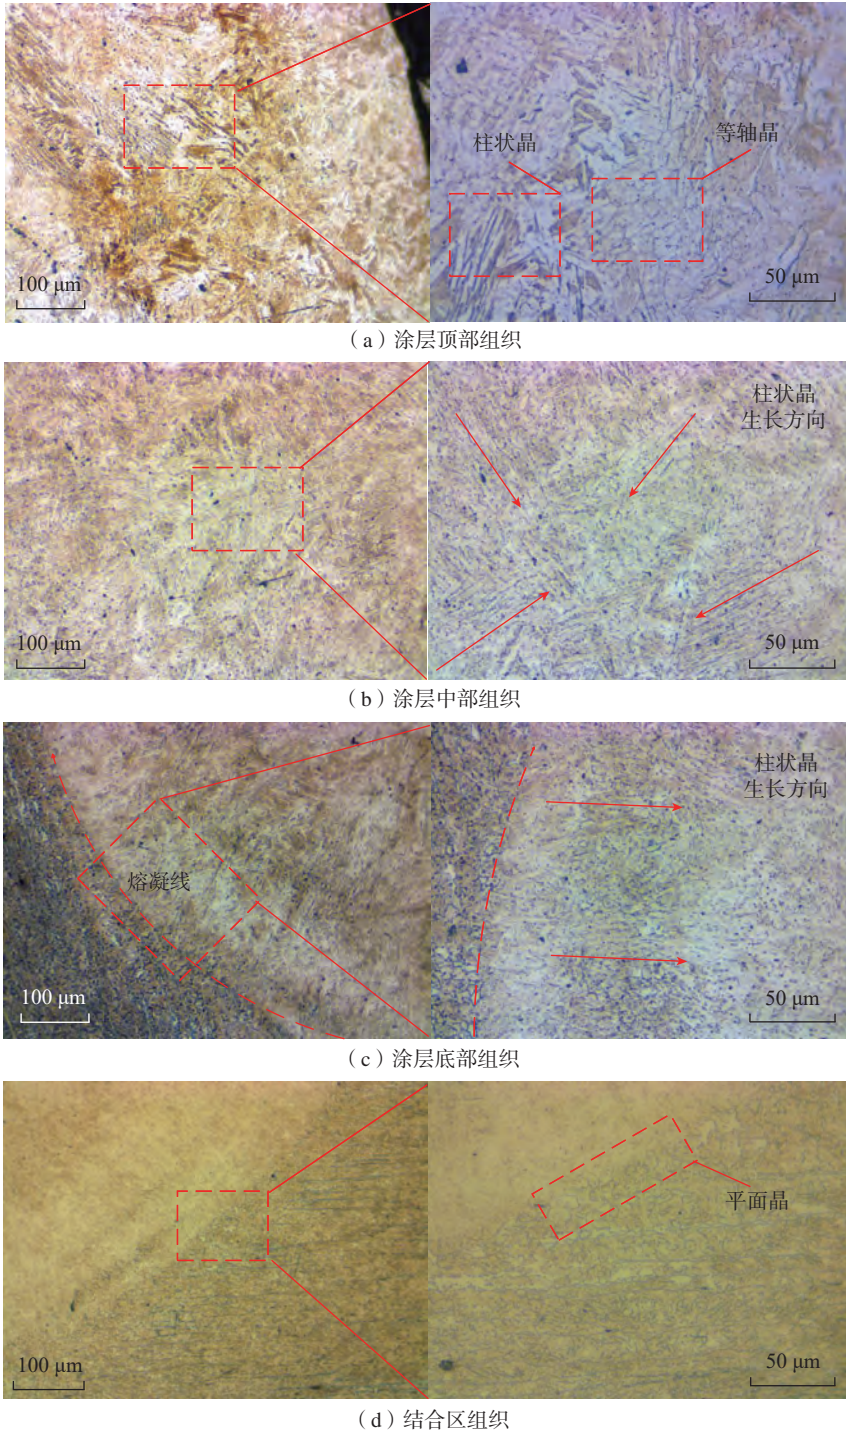 柱状晶
等轴晶
100 μm
50 μm
（a）涂层顶部组织
柱状晶
生长方向
100 μm
50 μm
（b）涂层中部组织
柱状晶
生长方向
熔凝线
100 μm
50 μm
（c）涂层底部组织
平面晶
100 μm
50 μm
（d）结合区组织